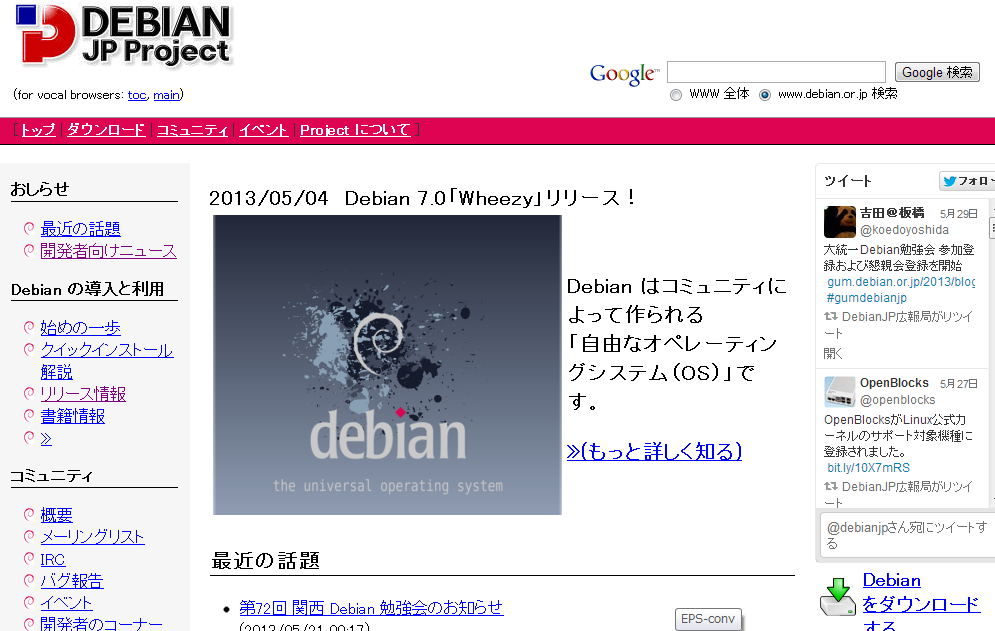 DEBIAN
JP Project
(for vocal browsers: toc, main)
Google™
Google 検索
WWW 全体 www.debian.or.jp 検索
[ トップ | ダウンロード | コミュニティ | イベント | Project について ]
おしらせ
最近の話題
開発者向けニュース
Debian の導入と利用
始めの一歩
クイックインストール
解説
リリース情報
書籍情報
≫
コミュニティ
概要
メーリングリスト
IRC
バグ報告
イベント
開発者のコーナー
2013/05/04 Debian 7.0「Wheezy」リリース！
debian
the universal operating system
Debian はコミュニティに
よって作られる
「自由なオペレーティン
グシステム（OS）」で
す。
≫(もっと詳しく知る)
最近の話題
第72回 関西 Debian 勉強会のお知らせ
(2013/05/21 00:17)
EPS-conv
ツイート
フォロー
吉田＠板橋 5月29日
@koedoyoshida
大統一Debian勉強会 参加登
録および懇親会登録を開始
gum.debian.or.jp/2013/blog
#gumdebianjp
DebianJP広報局がリツイ
ート
開く
OpenBlocks 5月27日
@openblocks
OpenBlocksがLinux公式カ
ーネルのサポート対象機種に
登録されました。
bit.ly/10X7mRS
DebianJP広報局がリツイ
ート
@debianjpさん宛にツイートす
る
Debian
をダウンロード
する